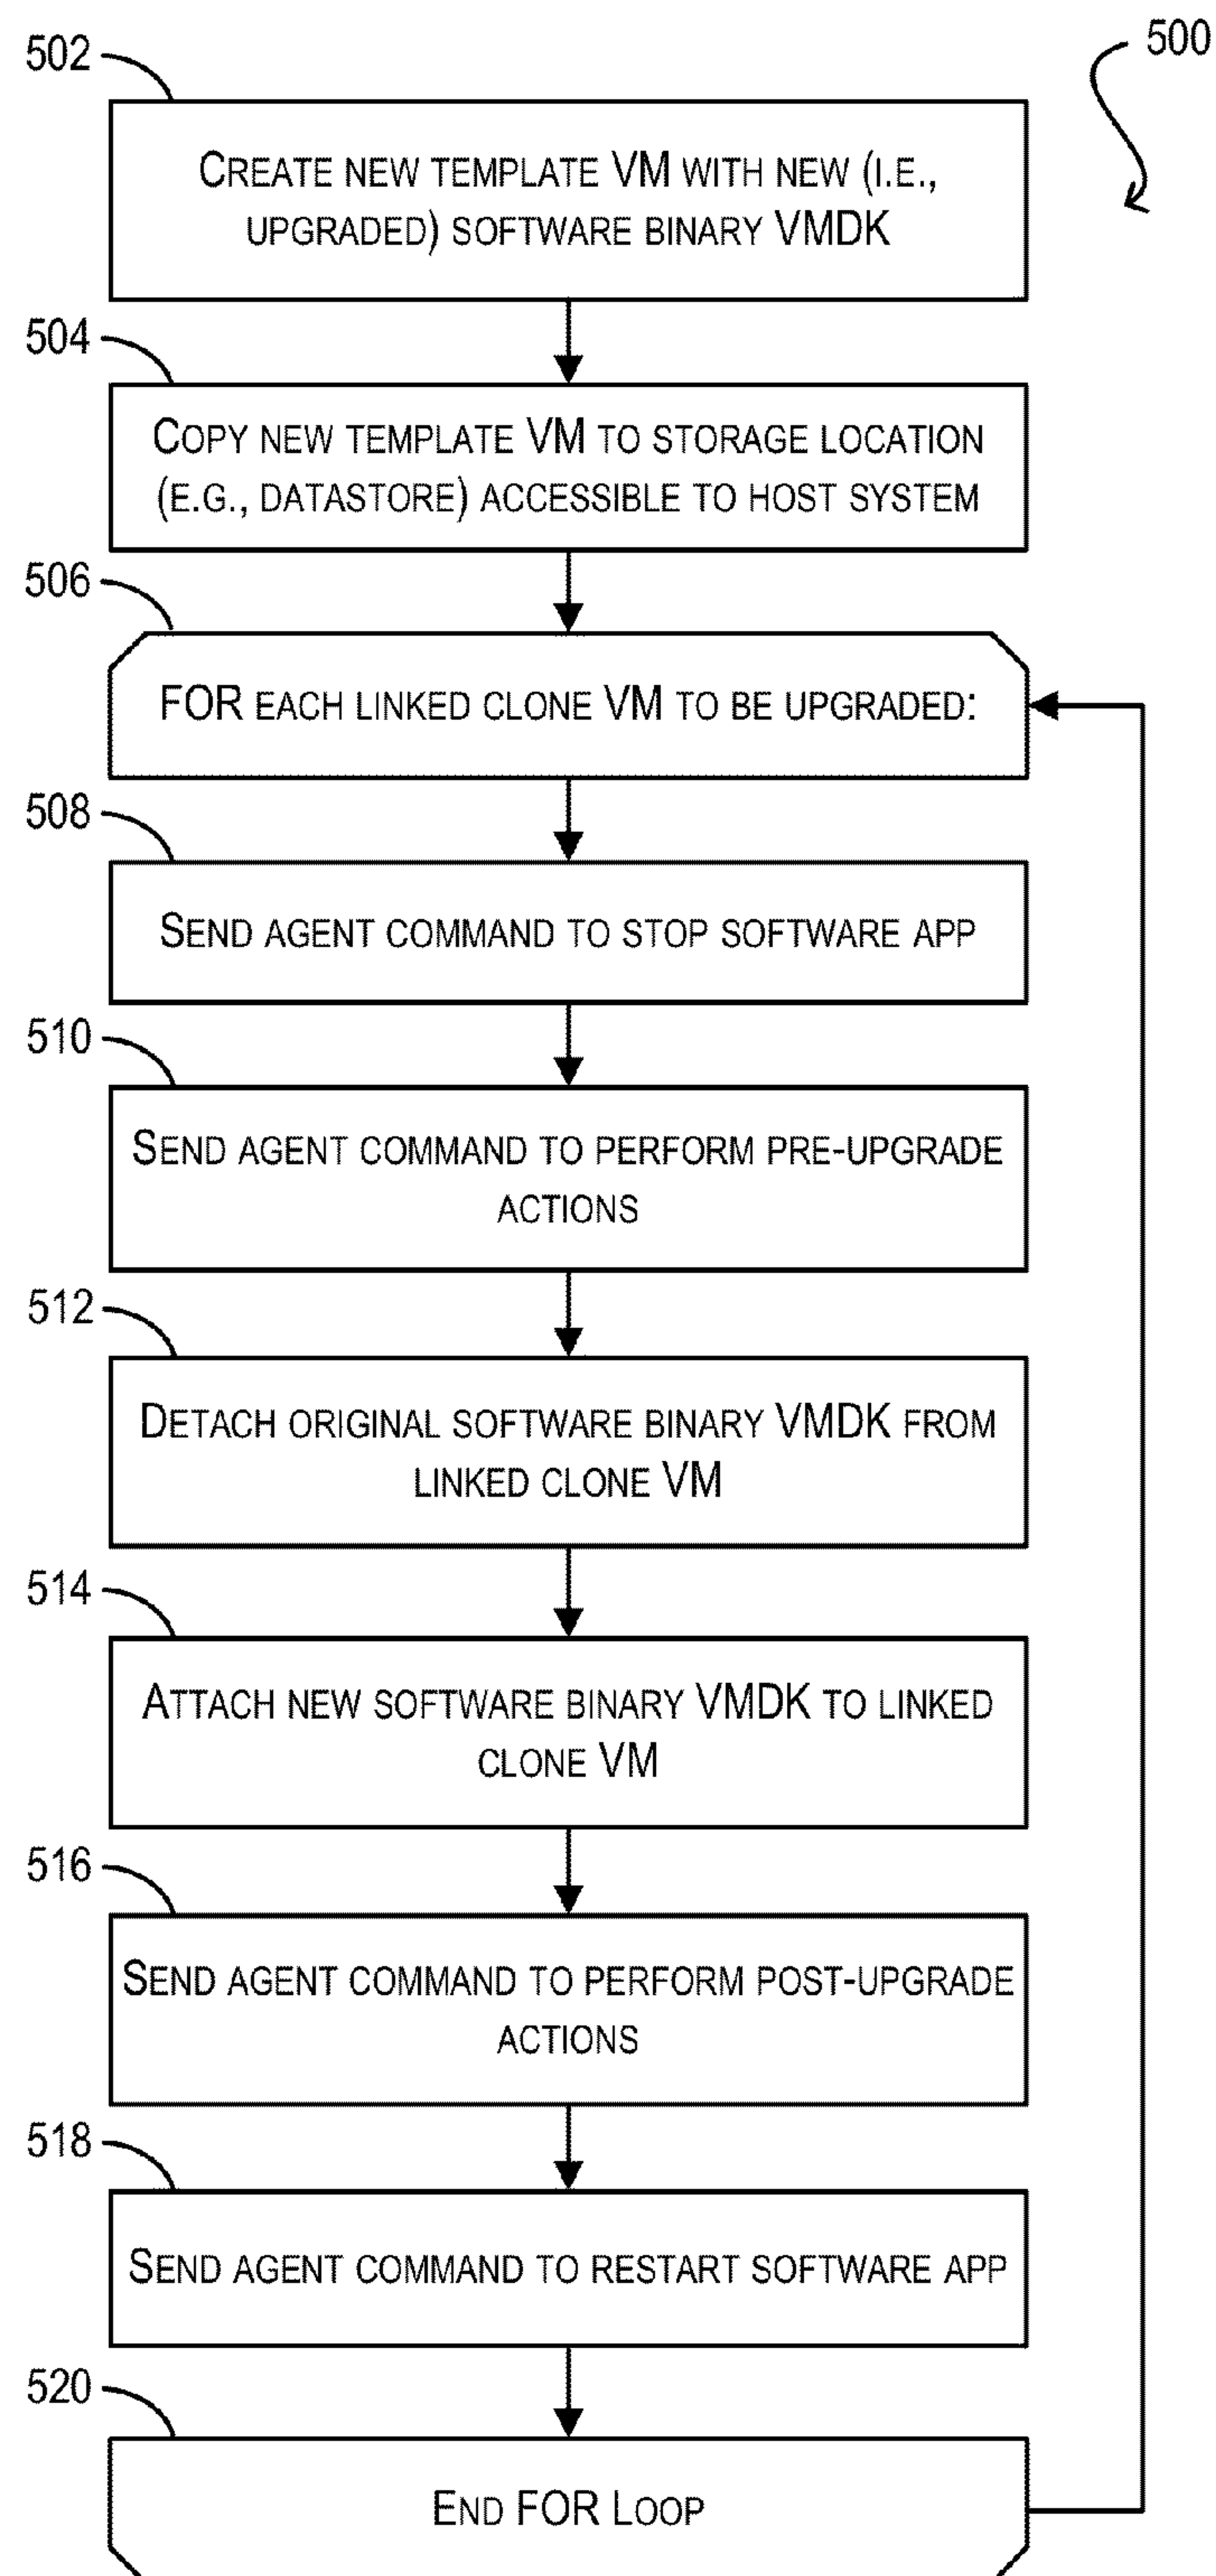 502
500
CREATE NEW TEMPLATE VM WITH NEW (I.E.,
UPGRADED) SOFTWARE BINARY VMDK
504
COPY NEW TEMPLATE VM TO STORAGE LOCATION
(E.G., DATASTORE) ACCESSIBLE TO HOST SYSTEM
506
FOR EACH LINKED CLONE VM TO BE UPGRADED:
508
SEND AGENT COMMAND TO STOP SOFTWARE APP
510
SEND AGENT COMMAND TO PERFORM PRE-UPGRADE
ACTIONS
512
DETACH ORIGINAL SOFTWARE BINARY VMDK FROM
LINKED CLONE VM
514
ATTACH NEW SOFTWARE BINARY VMDK TO LINKED
CLONE VM
516
SEND AGENT COMMAND TO PERFORM POST-UPGRADE
ACTIONS
518
SEND AGENT COMMAND TO RESTART SOFTWARE APP
520
END FOR LOOP